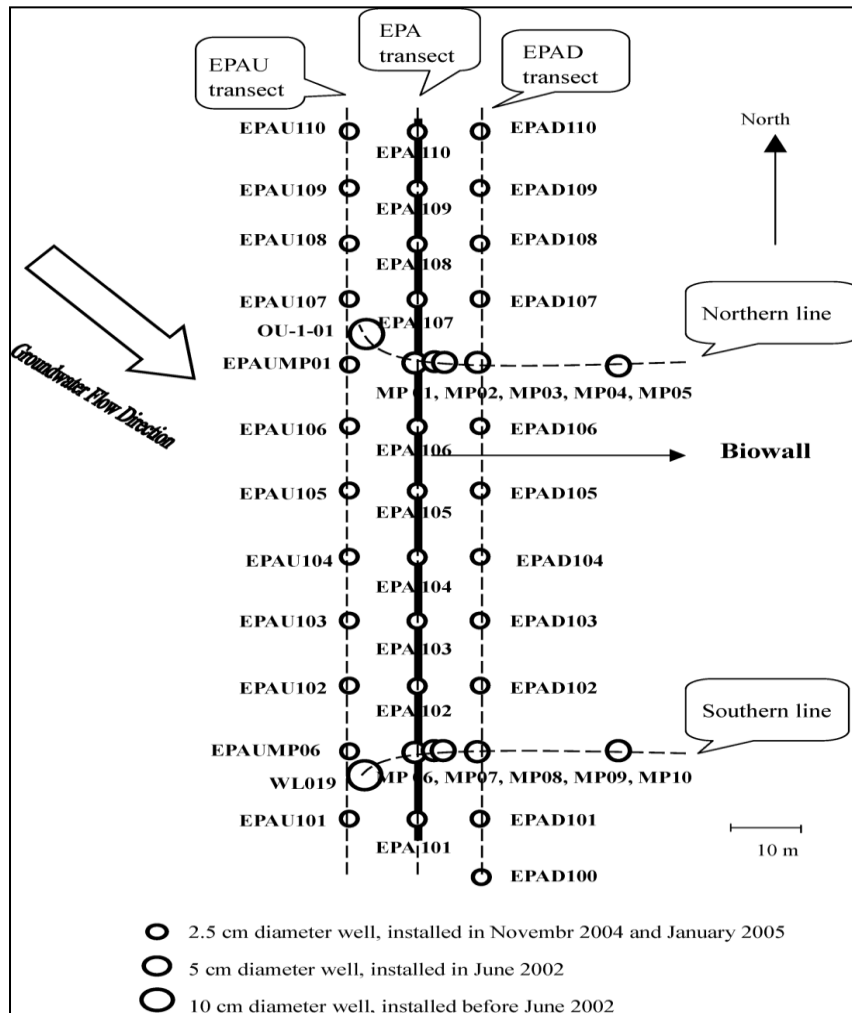 EPAU
transect
EPA
transect
EPAD
transect
North
EPAU110
EPA110
EPAD110
EPAU109
EPA109
EPAD109
EPAU108
EPA108
EPAD108
EPAU107
EPA107
EPAD107
Northern line
OU-1-01
EPAUMP01
MP 01, MP02, MP03, MP04, MP05
Groundwater Flow Direction
EPAU106
EPA106
EPAD106
Biowall
EPAU105
EPA105
EPAD105
EPAU104
EPA104
EPAD104
EPAU103
EPA103
EPAD103
EPAU102
EPA102
EPAD102
Southern line
EPAUMP06
WL019
MP 06, MP07, MP08, MP09, MP10
EPAU101
EPA101
EPAD101
10 m
EPAD100
2.5 cm diameter well, installed in Novembr 2004 and January 2005
5 cm diameter well, installed in June 2002
10 cm diameter well, installed before June 2002